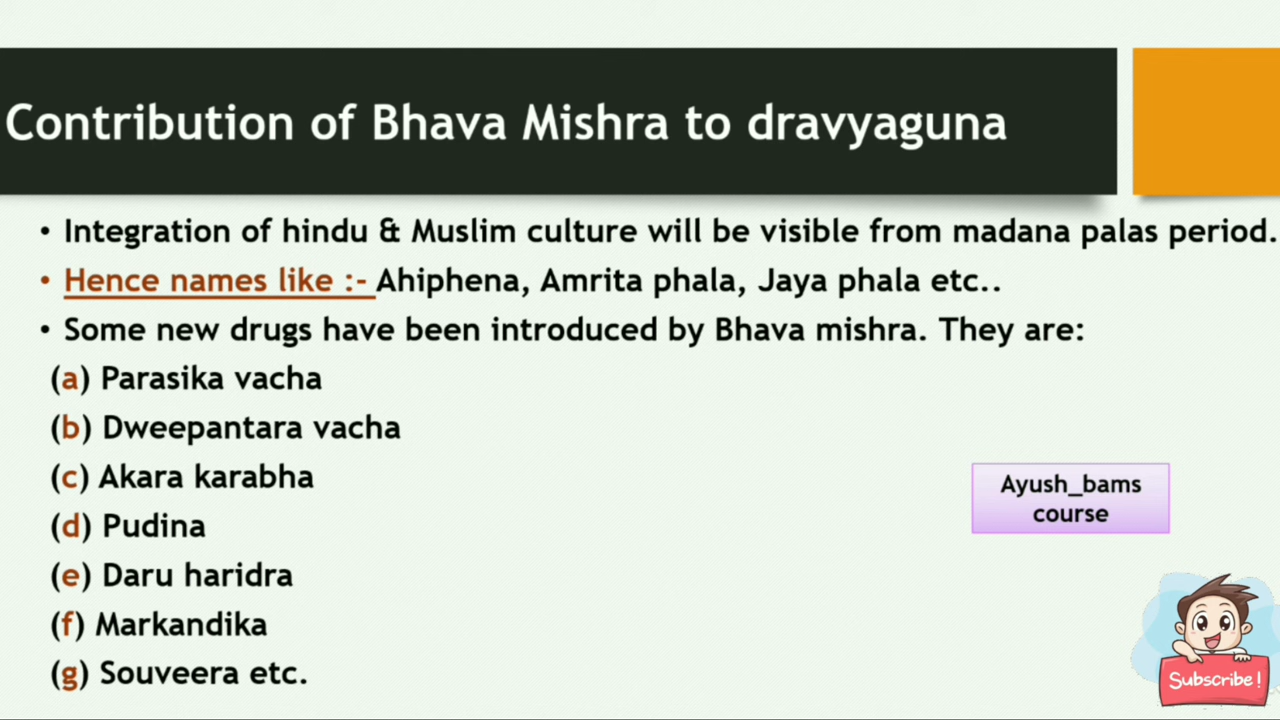 Contribution of Bhava Mishra to dravyaguna
• Integration of hindu & Muslim culture will be visible from madana palas period.
• Hence names like :- Ahiphena, Amrita phala, Jaya phala etc..
• Some new drugs have been introduced by Bhava mishra. They are:
(a) Parasika vacha
(b) Dweepantara vacha
(c) Akara karabha
(d) Pudina
(e) Daru haridra
(f) Markandika
(g) Souveera etc.
Ayush_bams
course
Subscribe!